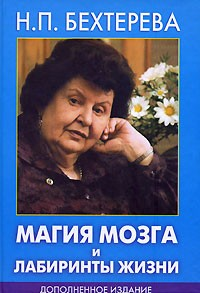 Н.П. БЕХТЕРЕВА
МАГИЯ МОЗГА
И
ЛАБИРИНТЫ ЖИЗНИ
ДОПОЛНЕННОЕ ИЗДАНИЕ